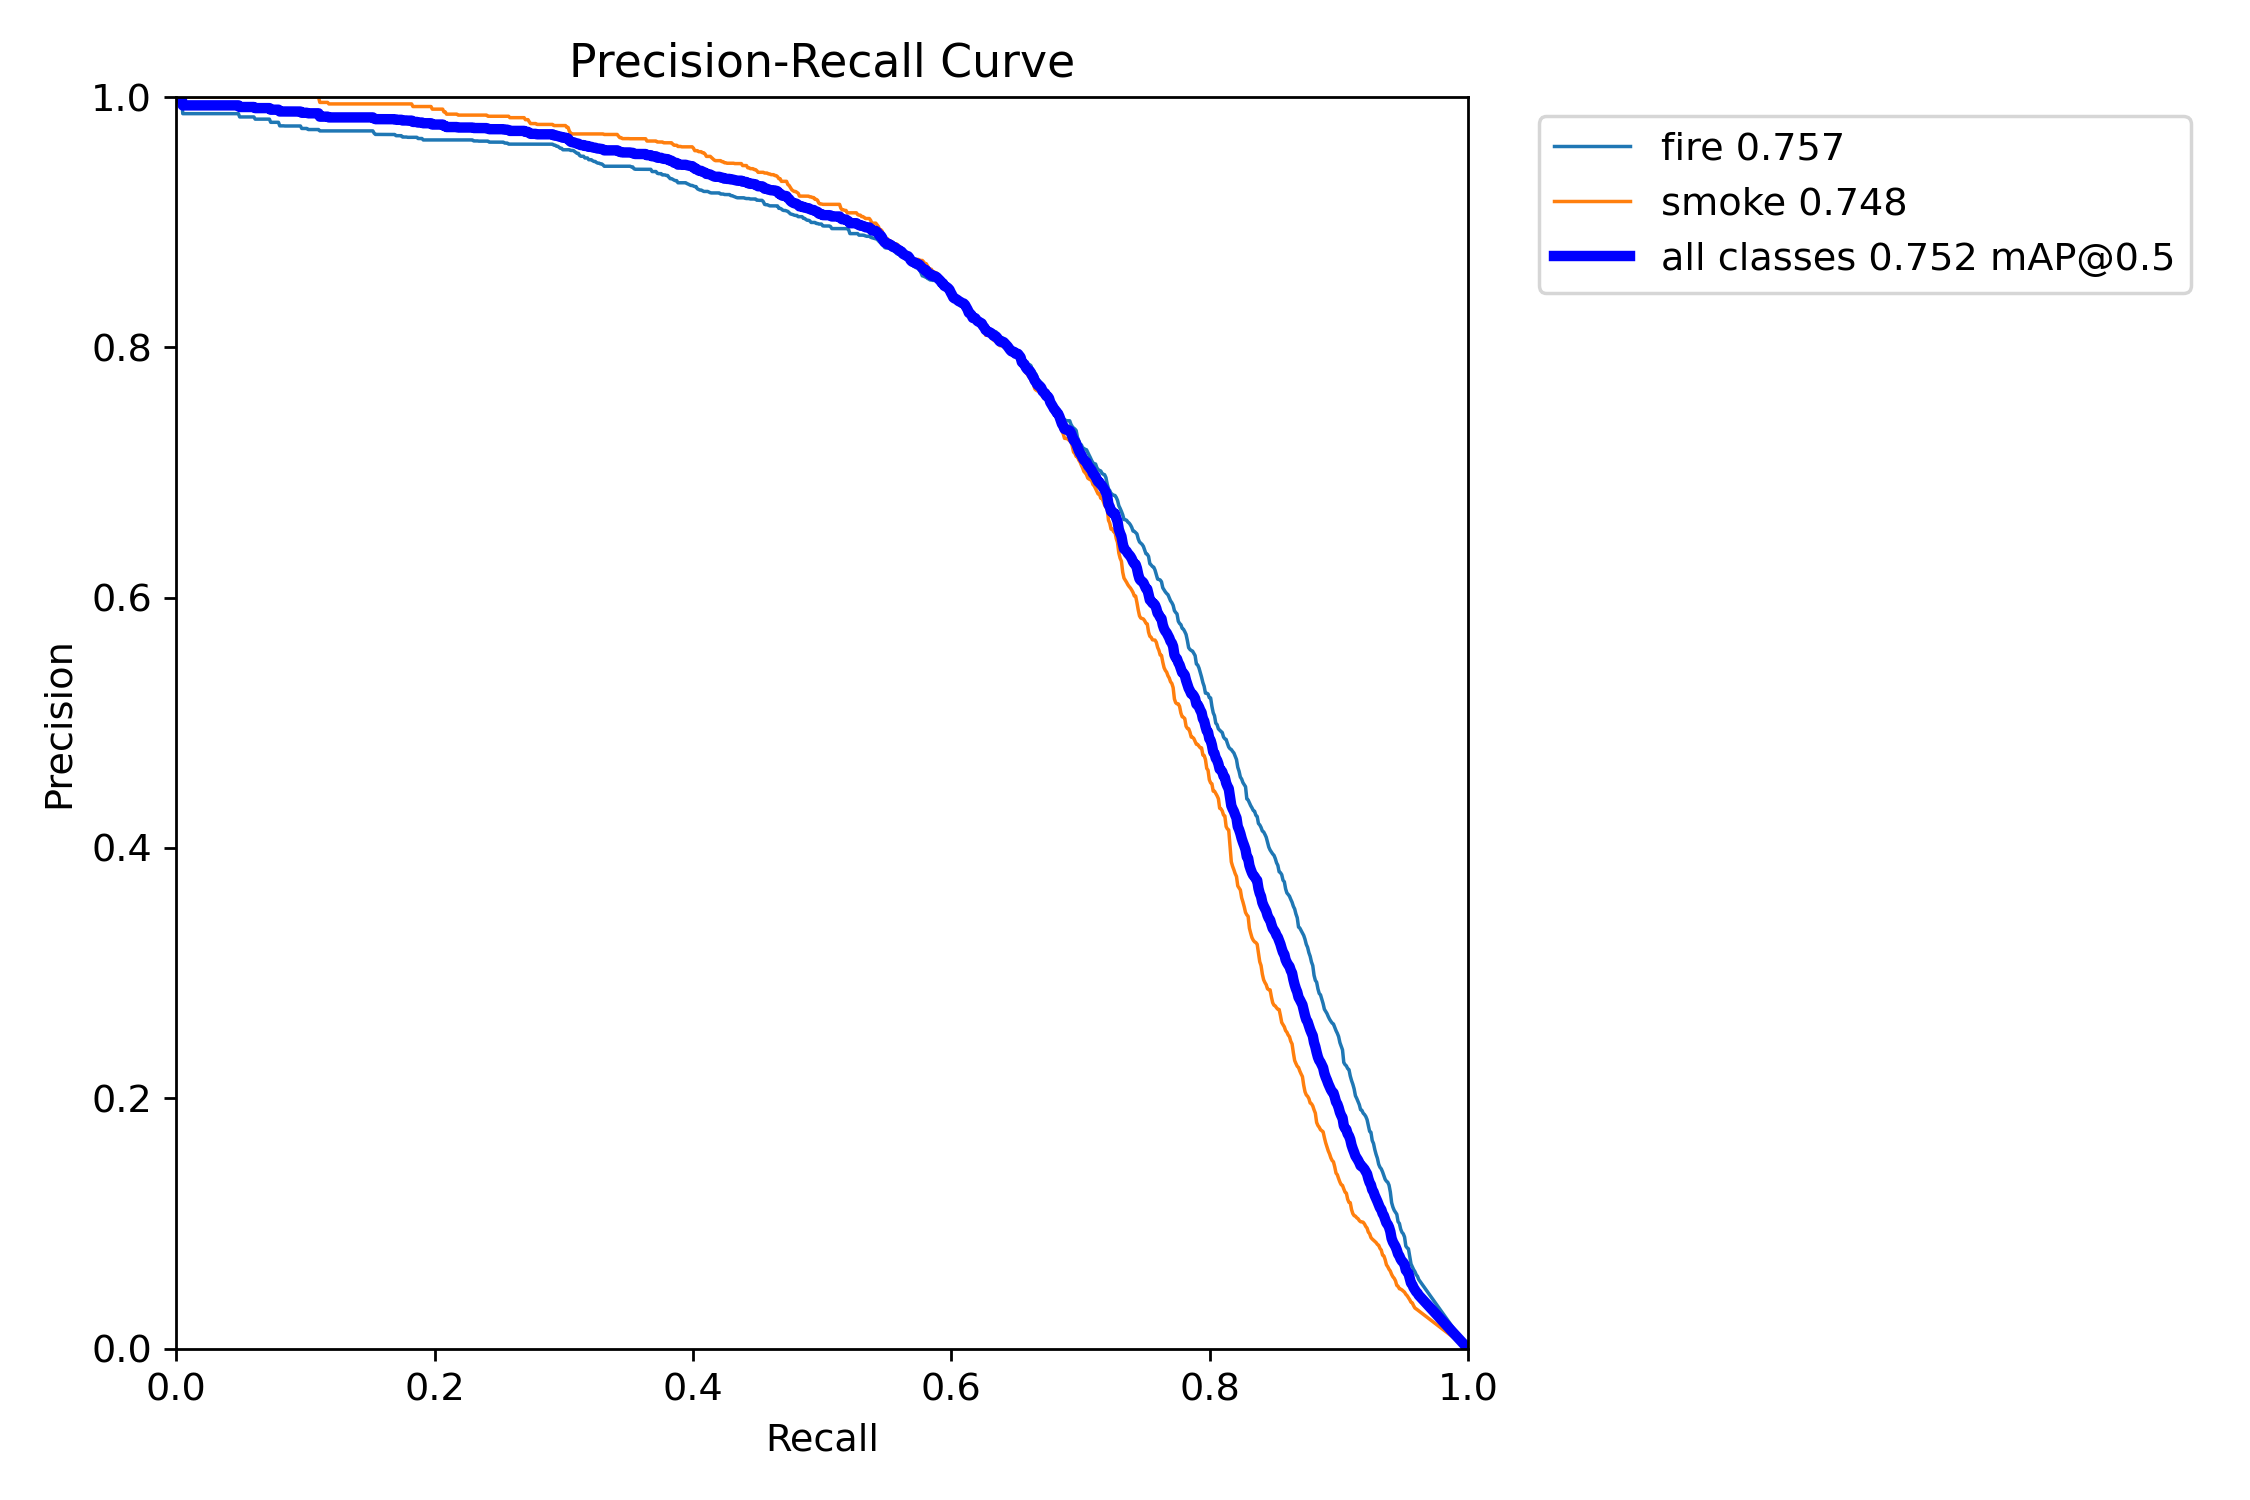 Precision-Recall Curve
1.0
0.8
0.6
0.4
0.2
0.0
Precision
0.0 0.2 0.4 0.6 0.8 1.0
Recall
fire 0.757
smoke 0.748
all classes 0.752 mAP@0.5